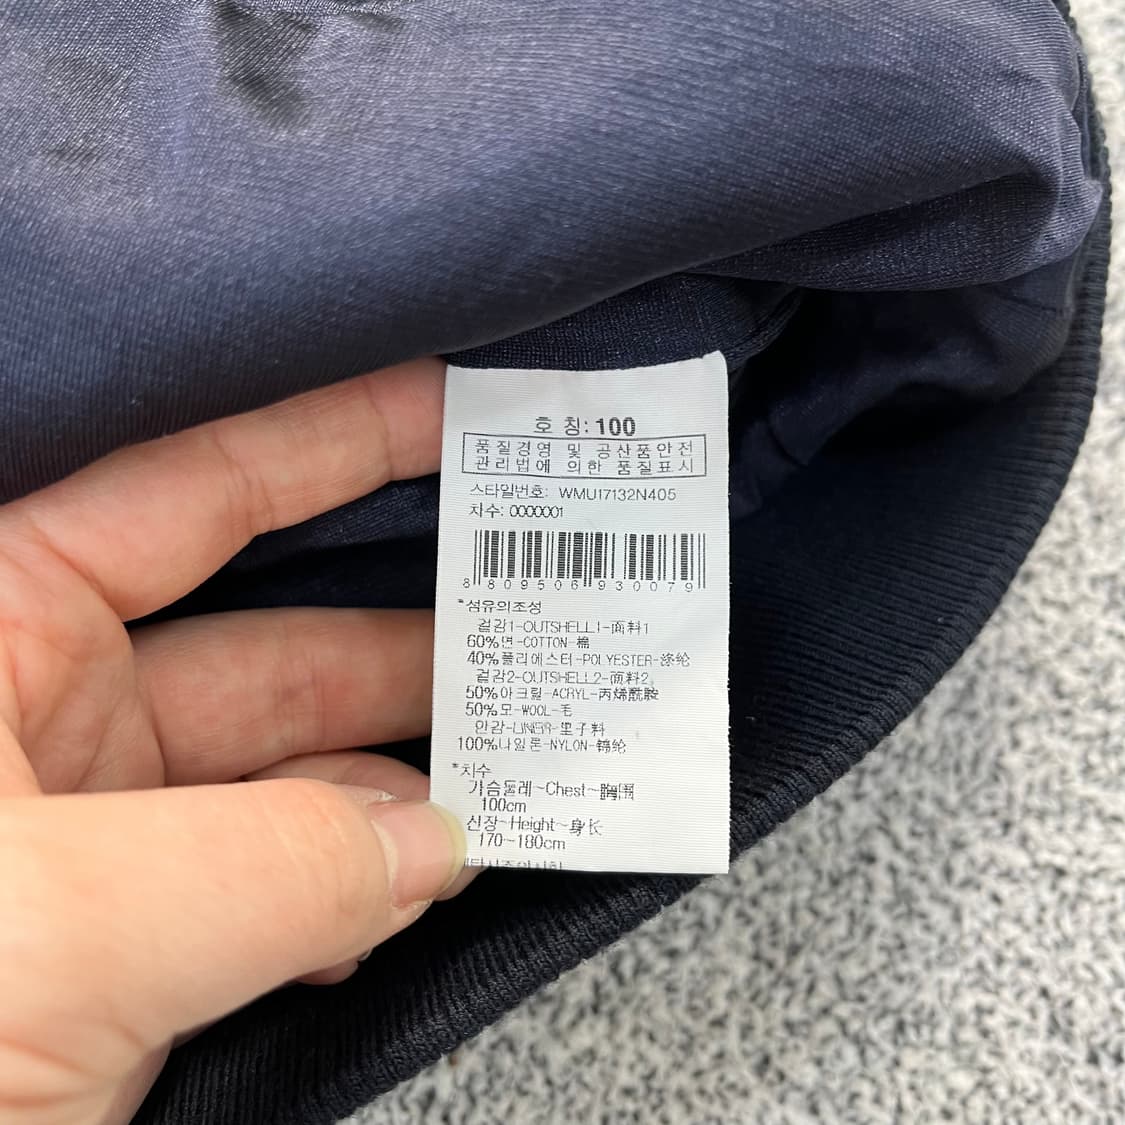 호 칭: 100
품질경영 및 공산품안전
관리법에 의한 품질표시
스타일번호: WMU17132N405
차수: 0000001
8 809506 930079
*섬유의조성
겉감1-OUTSHELL1-面料1
60%면-COTTON-棉
40%폴리에스터-POLYESTER-涤纶
겉감2-OUTSHELL2-面料2
50%아크릴-ACRYL-丙烯酰胺
50%모-WOOL-毛
안감-LINER-里子料
100%나일론-NYLON-锦纶
*치수
가슴둘레~Chest~胸围
100cm
신장~Height~身长
170~180cm